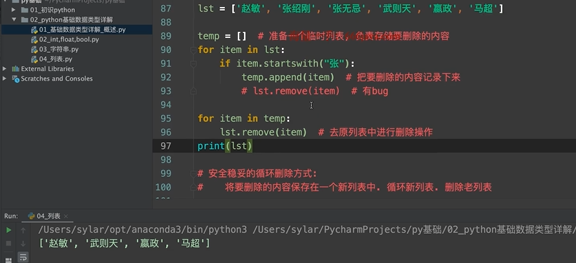 py基础 ~/PycharmProjects/py基础
01_初识python
02_python基础数据类型详解
01_基础数据类型详解_概述.py
02_int,float,bool.py
03_字符串.py
04_列表.py
External Libraries
Scratches and Consoles
87 lst = ['赵敏', '张绍刚', '张无忌', '武则天', '嬴政', '马超']
88
89 temp = [] # 准备一个临时列表, 负责存储要删除的内容
90 for item in lst:
91 if item.startswith("张"):
92 temp.append(item) # 把要删除的内容记录下来
93 # lst.remove(item) # 有bug
94
95 for item in temp:
96 lst.remove(item) # 去原列表中进行删除操作
97 print(lst)
98
99 # 安全稳妥的循环删除方式:
100 # 将要删除的内容保存在一个新列表中. 循环新列表. 删除老列表
Run: 04_列表
/Users/sylar/opt/anaconda3/bin/python3 /Users/sylar/PycharmProjects/py基础/02_python基础数据类型详解/
['赵敏', '武则天', '嬴政', '马超']